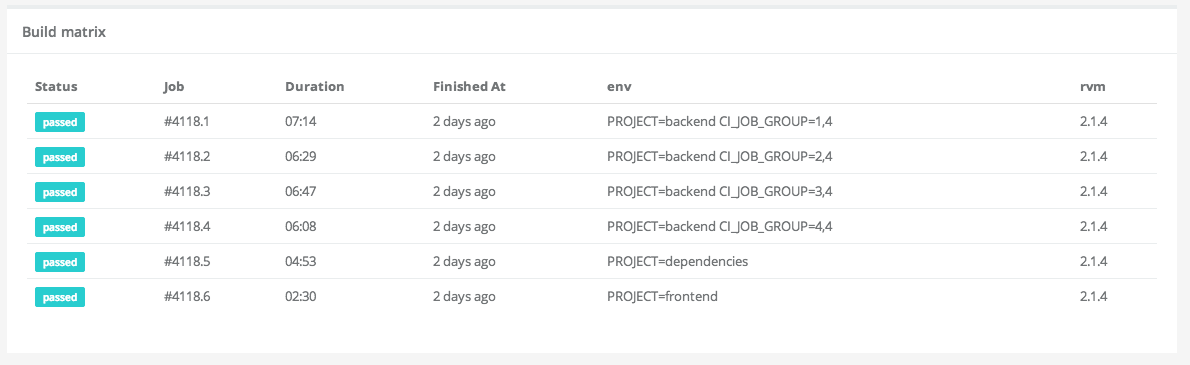 Build matrix
Status Job Duration Finished At env rvm
passed #4118.1 07:14 2 days ago PROJECT=backend CI_JOB_GROUP=1,4 2.1.4
passed #4118.2 06:29 2 days ago PROJECT=backend CI_JOB_GROUP=2,4 2.1.4
passed #4118.3 06:47 2 days ago PROJECT=backend CI_JOB_GROUP=3,4 2.1.4
passed #4118.4 06:08 2 days ago PROJECT=backend CI_JOB_GROUP=4,4 2.1.4
passed #4118.5 04:53 2 days ago PROJECT=dependencies 2.1.4
passed #4118.6 02:30 2 days ago PROJECT=frontend 2.1.4